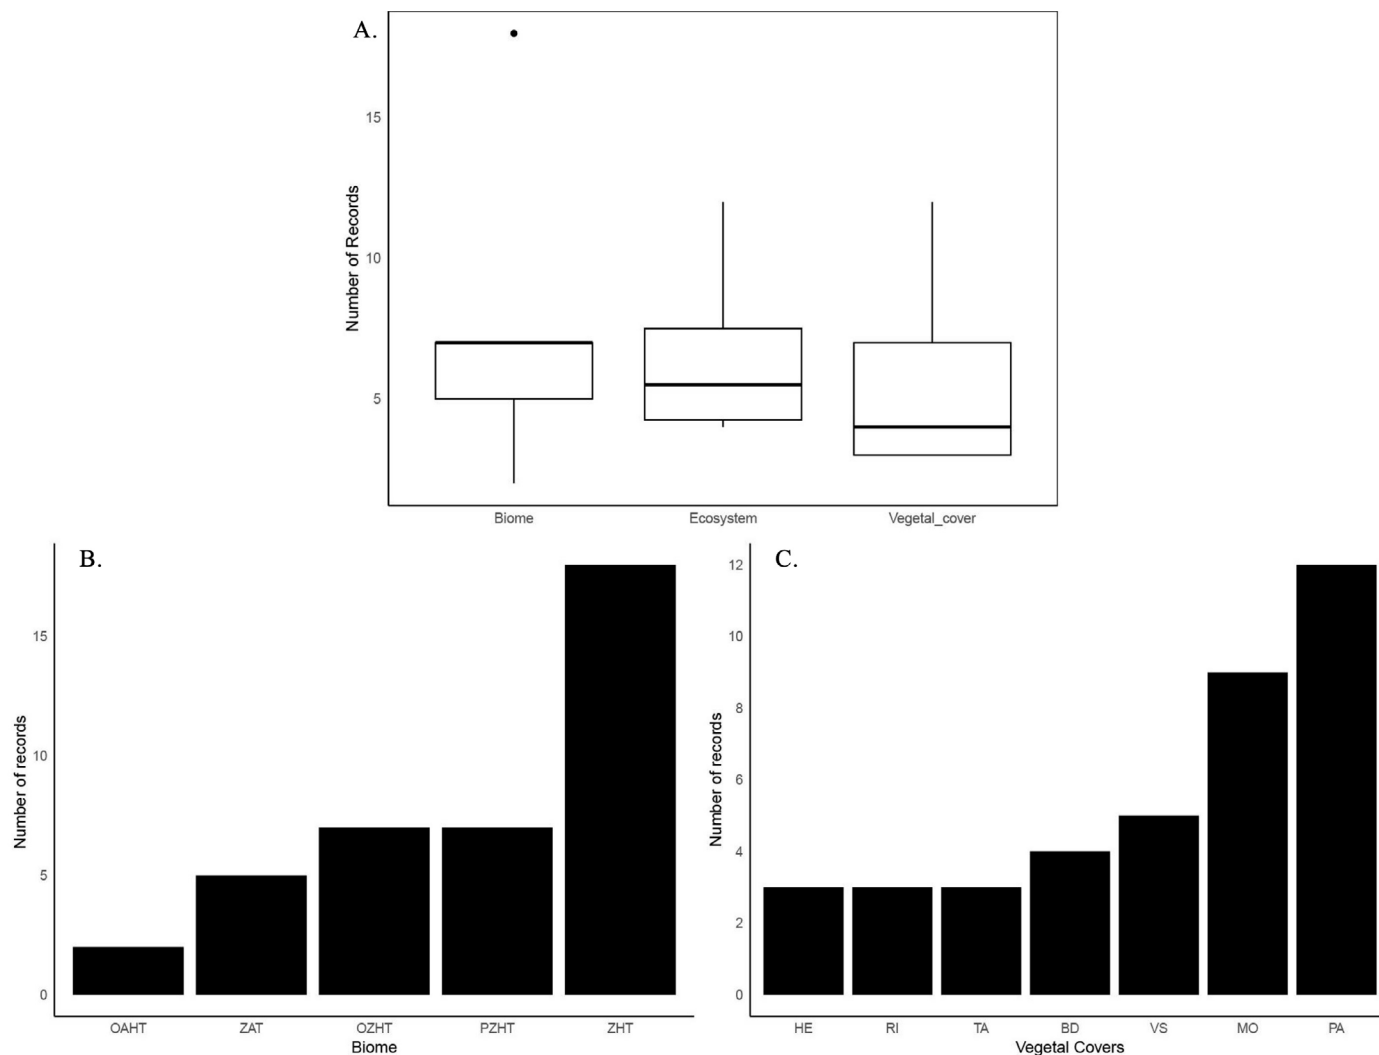 A.
Number of Records
15
10
5
Biome
Ecosystem
Vegetal_cover
B.
Number of records
15
10
5
0
OAHT
ZAT
OZHT
PZHT
ZHT
Biome
C.
Number of records
12
10
8
6
4
2
0
HE
RI
TA
BD
VS
MO
PA
Vegetal Covers